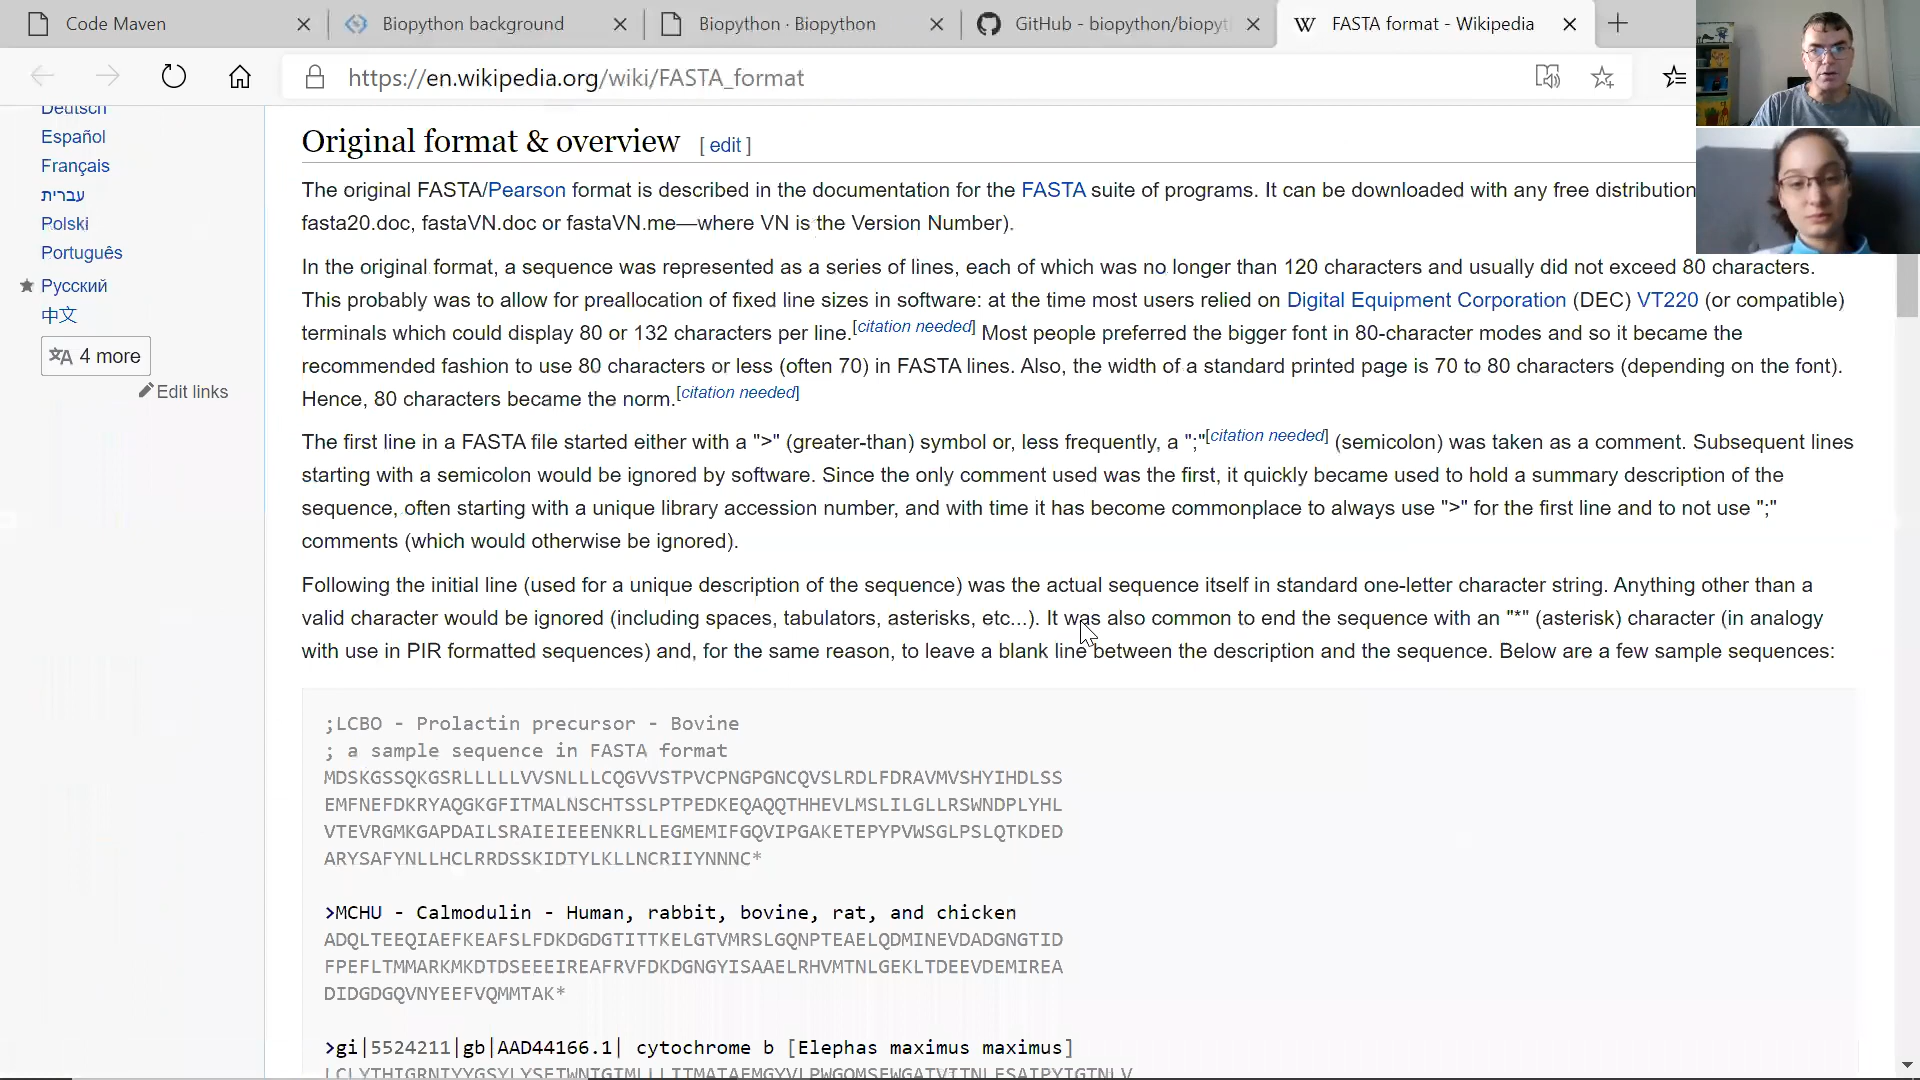 Code Maven
Biopython background
Biopython · Biopython
GitHub - biopython/biopyt
W FASTA format - Wikipedia
https://en.wikipedia.org/wiki/FASTA_format
Deutsch
Español
Français
עברית
Polski
Português
Русский
中文
文A 4 more
Edit links
Original format & overview [ edit ]
The original FASTA/Pearson format is described in the documentation for the FASTA suite of programs. It can be downloaded with any free distribution
fasta20.doc, fastaVN.doc or fastaVN.me—where VN is the Version Number).
In the original format, a sequence was represented as a series of lines, each of which was no longer than 120 characters and usually did not exceed 80 characters.
This probably was to allow for preallocation of fixed line sizes in software: at the time most users relied on Digital Equipment Corporation (DEC) VT220 (or compatible)
terminals which could display 80 or 132 characters per line.[citation needed] Most people preferred the bigger font in 80-character modes and so it became the
recommended fashion to use 80 characters or less (often 70) in FASTA lines. Also, the width of a standard printed page is 70 to 80 characters (depending on the font).
Hence, 80 characters became the norm.[citation needed]
The first line in a FASTA file started either with a ">" (greater-than) symbol or, less frequently, a ";"[citation needed] (semicolon) was taken as a comment. Subsequent lines
starting with a semicolon would be ignored by software. Since the only comment used was the first, it quickly became used to hold a summary description of the
sequence, often starting with a unique library accession number, and with time it has become commonplace to always use ">" for the first line and to not use ";"
comments (which would otherwise be ignored).
Following the initial line (used for a unique description of the sequence) was the actual sequence itself in standard one-letter character string. Anything other than a
valid character would be ignored (including spaces, tabulators, asterisks, etc...). It was also common to end the sequence with an "*" (asterisk) character (in analogy
with use in PIR formatted sequences) and, for the same reason, to leave a blank line between the description and the sequence. Below are a few sample sequences:
;LCBO - Prolactin precursor - Bovine
; a sample sequence in FASTA format
MDSKGSSQKGSRLLLLLVVSNLLLCQGVVSTPVCPNGPGNCQVSLRDLFDRAVMVSHYIHDLSS
EMFNEFDKRYAQGKGFITMALNSCHTSSLPTPEDKEQAQQTHHEVLMSLILGLLRSWNDPLYHL
VTEVRGMKGAPDAILSRAIEIEEENKRLLEGMEMIFGQVIPGAKETEPYPVWSGLPSLQTKDED
ARYSAFYNLLHCLRRDSSKIDTYLKLLNCRIIYNNNC*
>MCHU - Calmodulin - Human, rabbit, bovine, rat, and chicken
ADQLTEEQIAEFKEAFSLFDKDGDGTITTKELGTVMRSLGQNPTEAELQDMINEVDADGNGTID
FPEFLTMMARKMKDTDSEEEIREAFRVFDKDGNGYISAAELRHVMTNLGEKLTDEEVDEMIREA
DIDGDGQVNYEEFVQMMTAK*
>gi|5524211|gb|AAD44166.1| cytochrome b [Elephas maximus maximus]
LCLYTHIGRNIYYGSYLYSETWNTGIMLLLITMATAFMGYVLPWGQMSFWGATVITNLFSAIPYIGTNLV